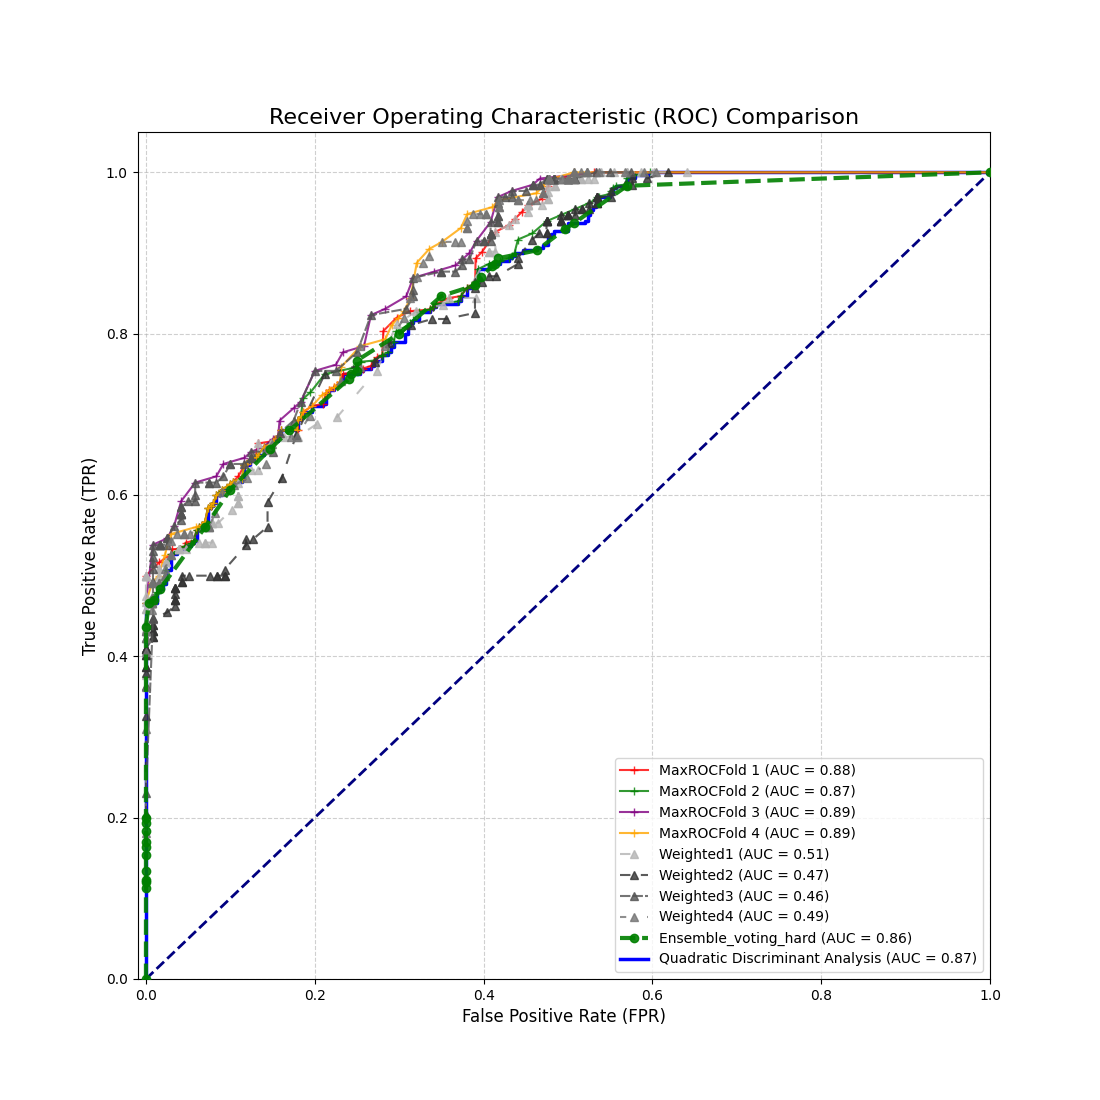 Receiver Operating Characteristic (ROC) Comparison
True Positive Rate (TPR)
1.0
0.8
0.6
0.4
0.2
0.0
MaxROCFold 1 (AUC = 0.88)
MaxROCFold 2 (AUC = 0.87)
MaxROCFold 3 (AUC = 0.89)
MaxROCFold 4 (AUC = 0.89)
Weighted1 (AUC = 0.51)
Weighted2 (AUC = 0.47)
Weighted3 (AUC = 0.46)
Weighted4 (AUC = 0.49)
Ensemble_voting_hard (AUC = 0.86)
Quadratic Discriminant Analysis (AUC = 0.87)
0.0 0.2 0.4 0.6 0.8 1.0
False Positive Rate (FPR)